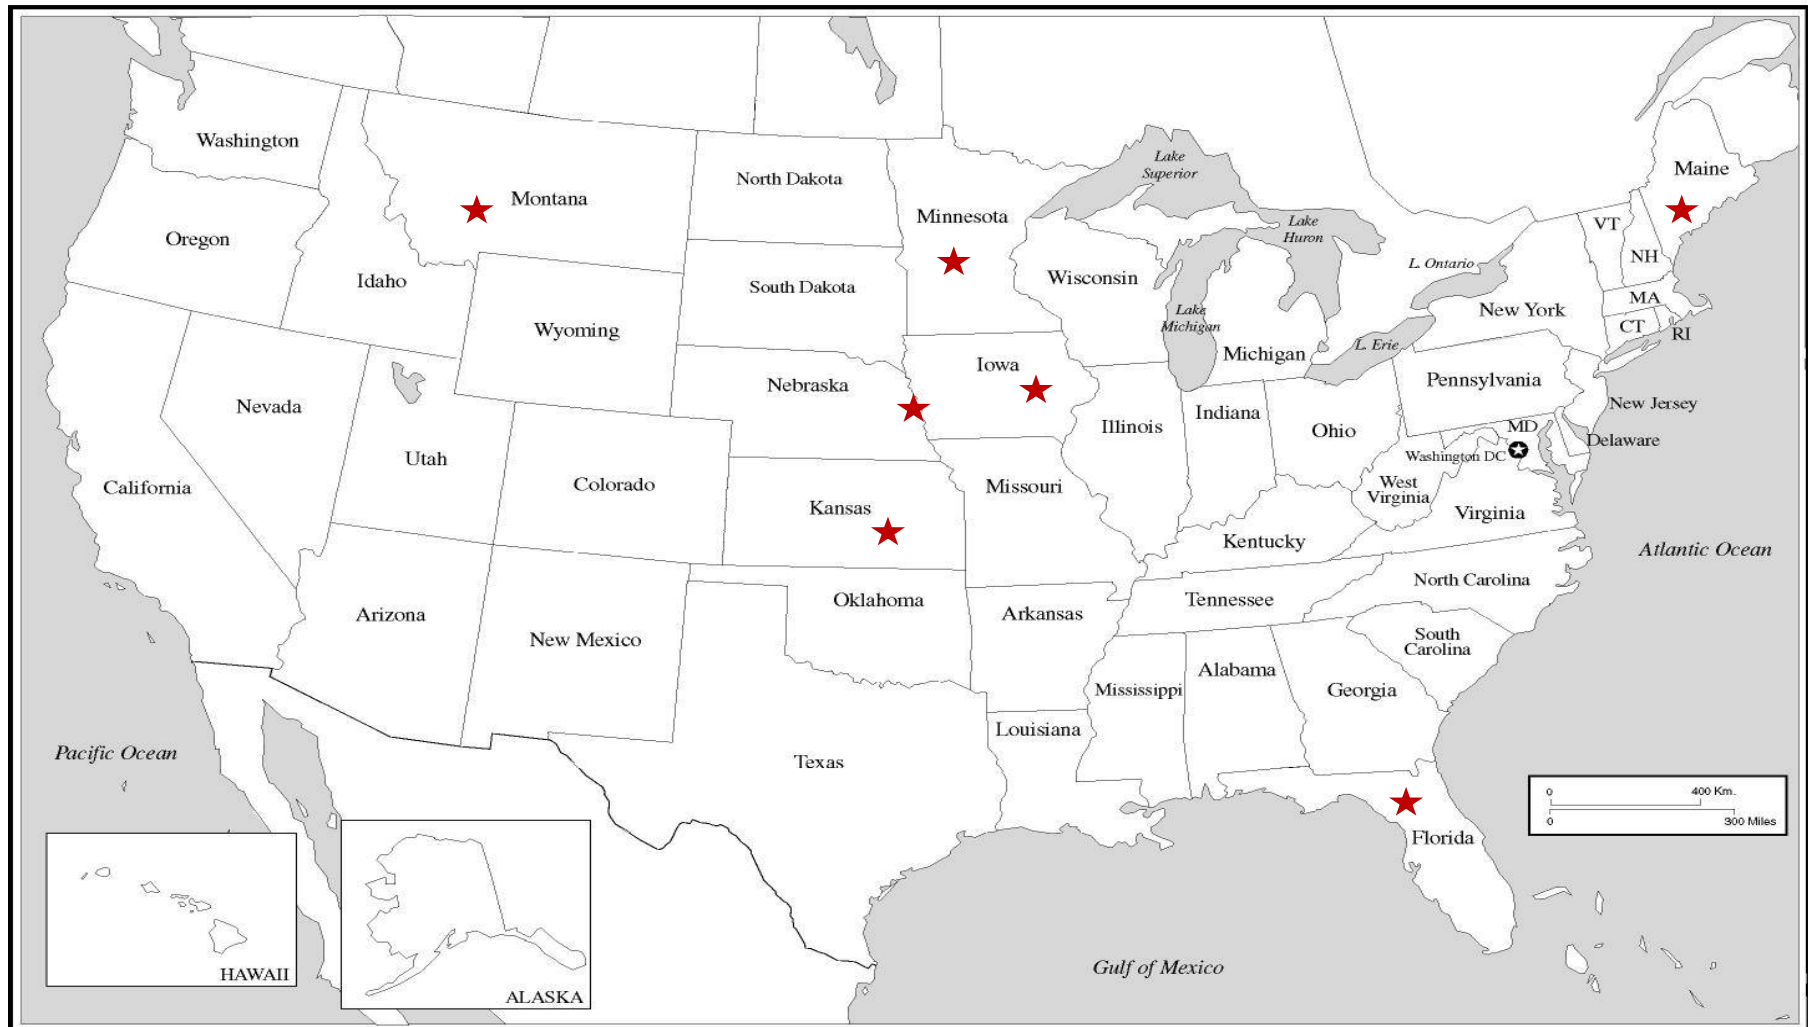 Washington
Montana
North Dakota
Minnesota
Lake
Superior
Maine
Oregon
Idaho
South Dakota
Wisconsin
Lake
Huron
VT
NH
L. Ontario
MA
New York
CT
RI
Wyoming
Lake
Michigan
Michigan
L. Erie
Iowa
Nebraska
Pennsylvania
New Jersey
Nevada
Illinois
Indiana
Ohio
MD
Delaware
Washington DC
Utah
Colorado
California
Kansas
Missouri
West
Virginia
Virginia
Kentucky
Atlantic Ocean
North Carolina
Tennessee
Oklahoma
Arkansas
Arizona
New Mexico
South
Carolina
Alabama
Mississippi
Georgia
Louisiana
Texas
Pacific Ocean
0 400 Km.
0 300 Miles
Florida
Gulf of Mexico
HAWAII
ALASKA